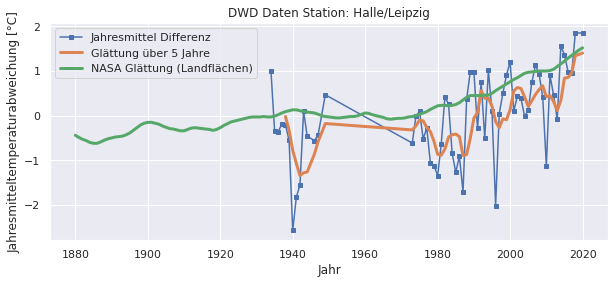 DWD Daten Station: Halle/Leipzig
Jahresmitteltemperaturabweichung [°C]
2
1
0
−1
−2
Jahresmittel Differenz
Glättung über 5 Jahre
NASA Glättung (Landflächen)
1880 1900 1920 1940 1960 1980 2000 2020
Jahr